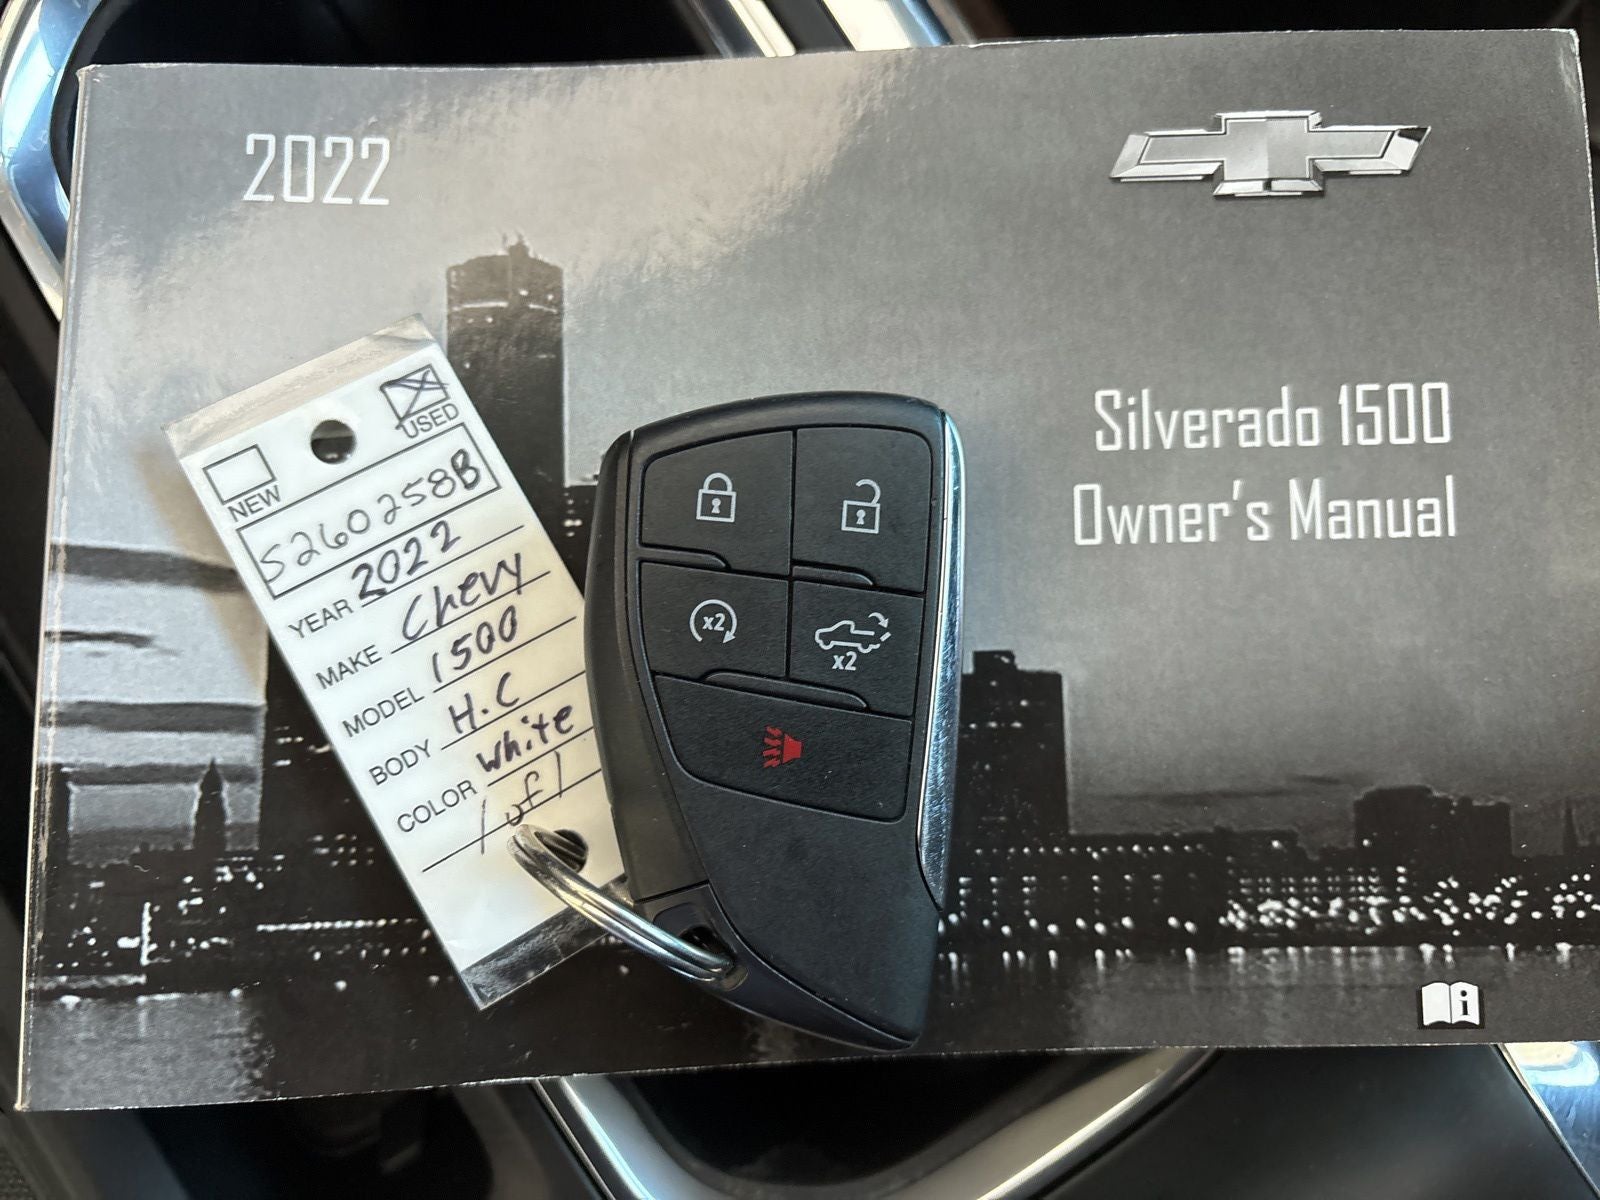 2022
Silverado 1500
Owner's Manual
NEW
USED
S260258B
YEAR 2022
MAKE Chevy
MODEL 1500
BODY H.C
COLOR white
1 of 1
x2
x2
i